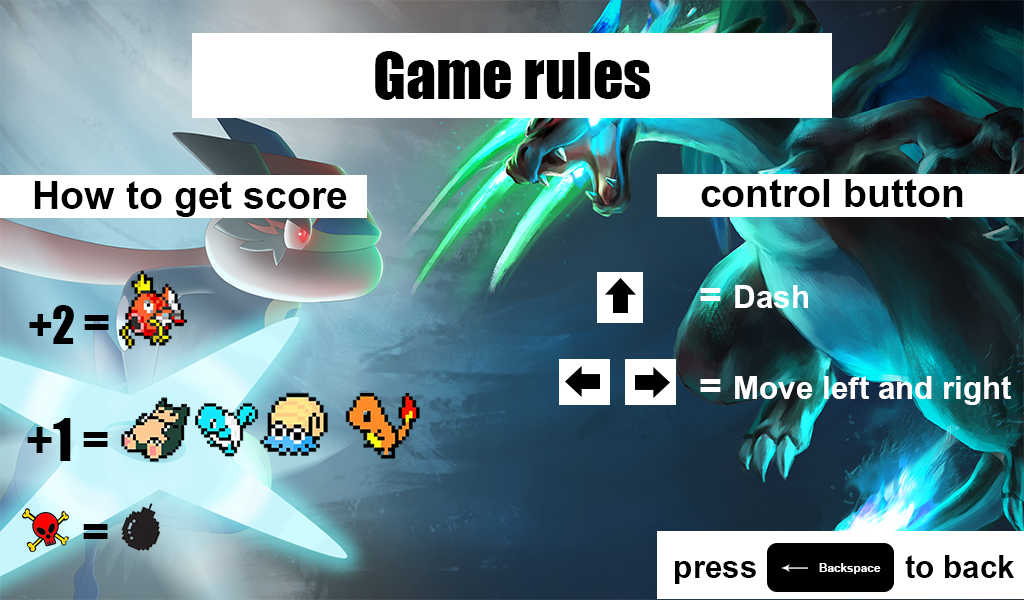 Game rules
How to get score
control button
+2 =
= Dash
= Move left and right
+1 =
=
press ← Backspace to back